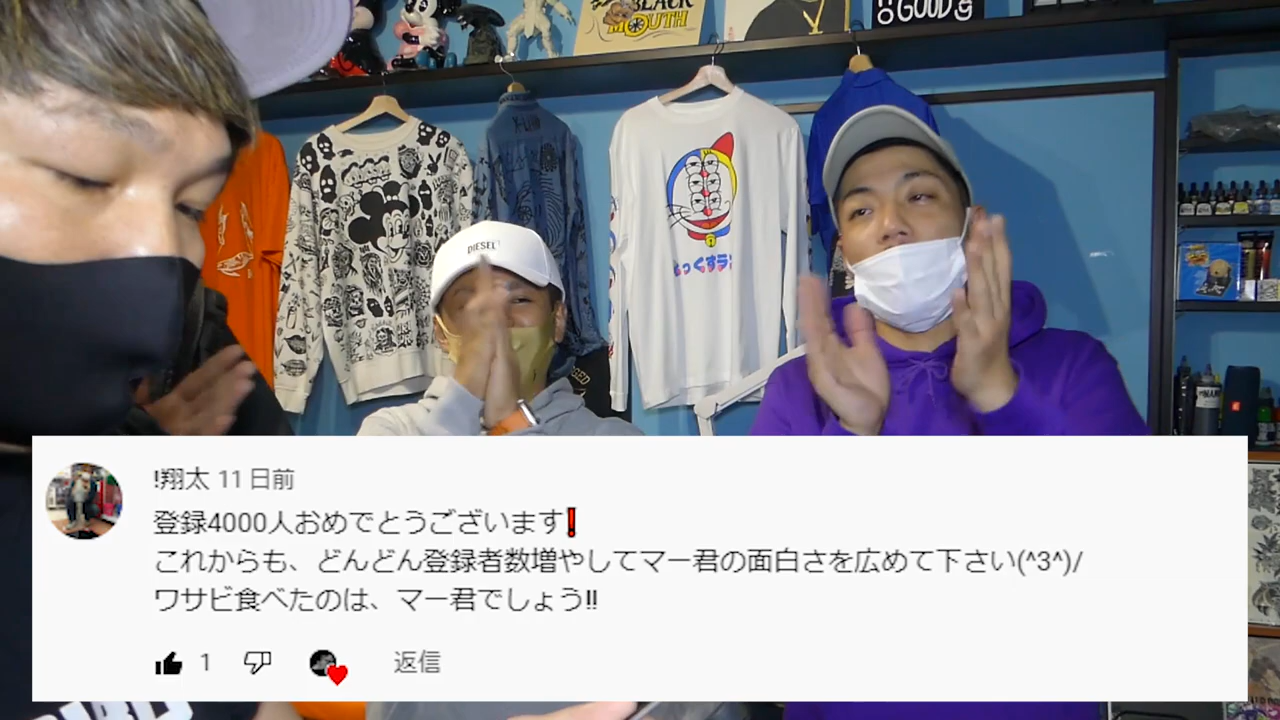 BLACK
MOUTH
GOODS
DIESEL
!翔太 11日前
登録4000人おめでとうございます❗
これからも、どんどん登録者数増やしてマー君の面白さを広めて下さい(^3^)/
ワサビ食べたのは、マー君でしょう‼
1
返信